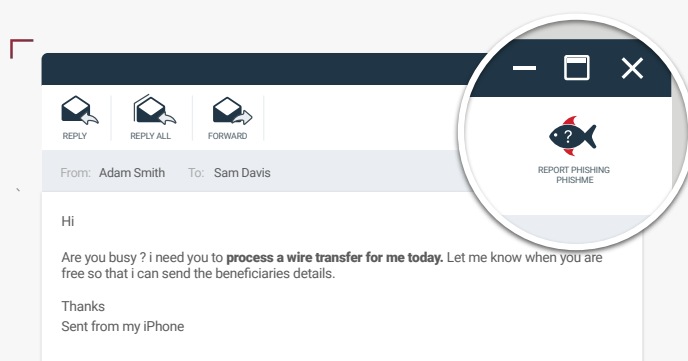 REPLY
REPLY ALL
FORWARD
?
REPORT PHISHING
PHISHME
From: Adam Smith To: Sam Davis
Hi
Are you busy ? i need you to process a wire transfer for me today. Let me know when you are
free so that i can send the beneficiaries details.
Thanks
Sent from my iPhone